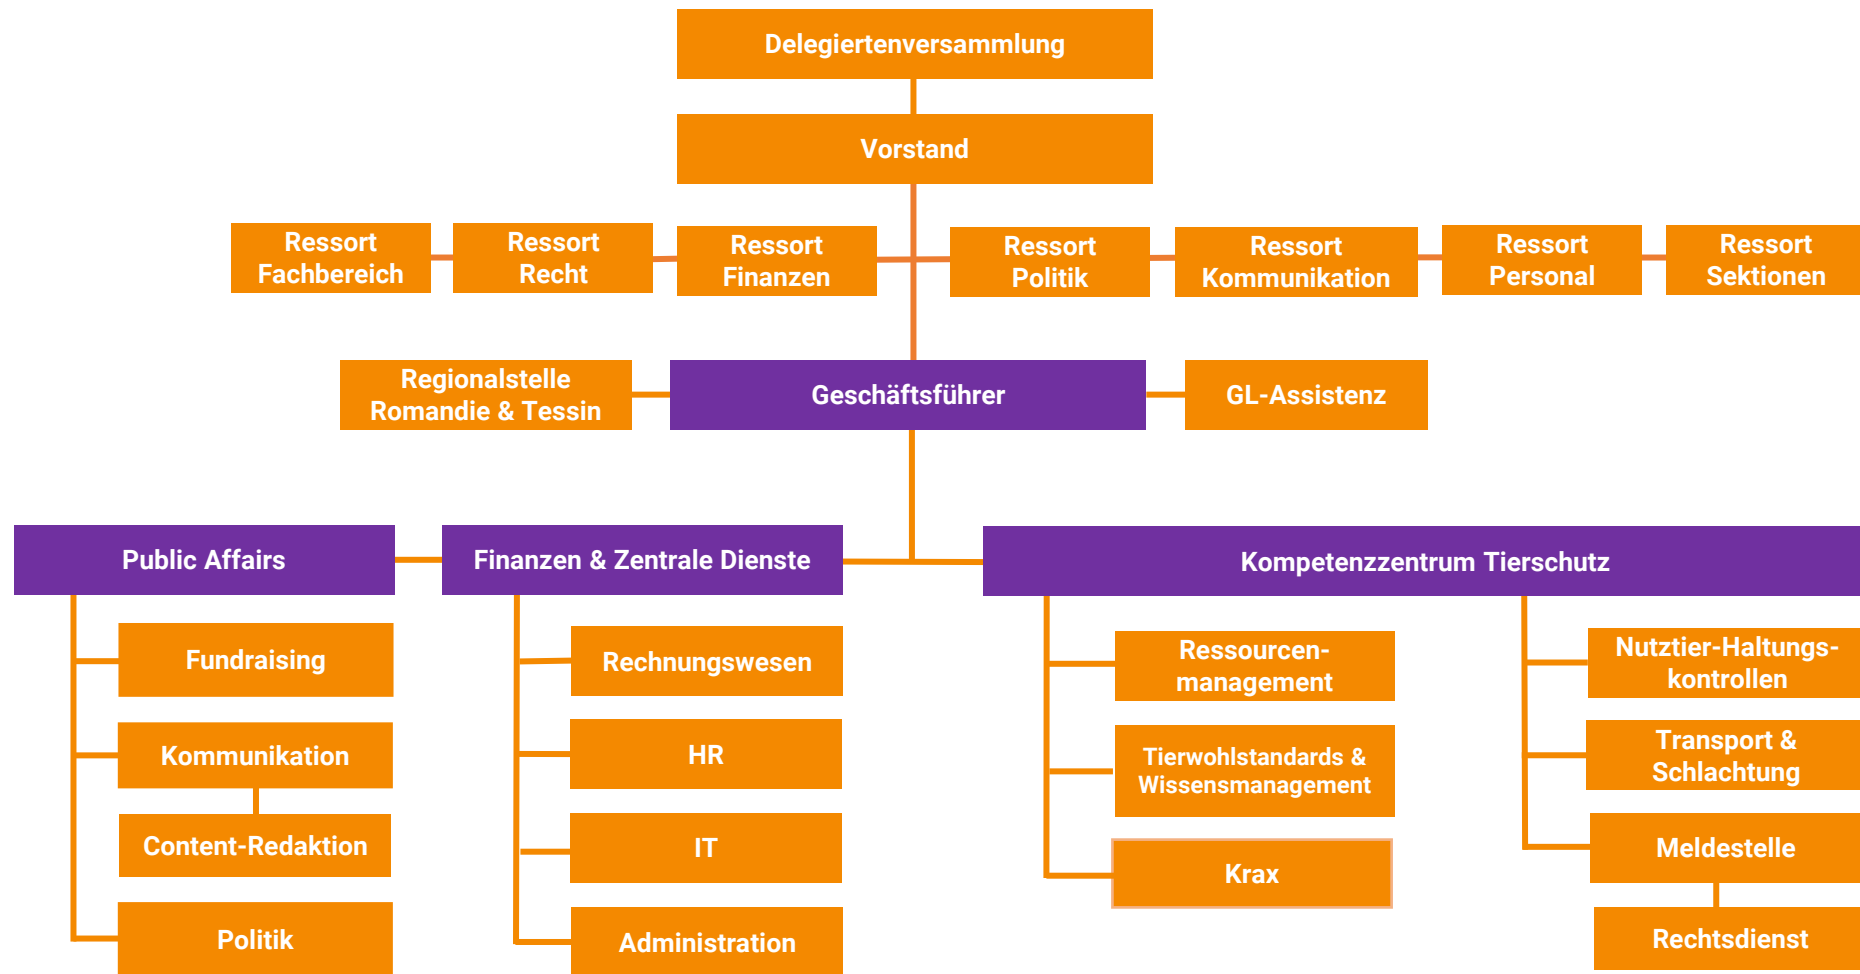 Delegiertenversammlung
Vorstand
Ressort
Fachbereich
Ressort
Recht
Ressort
Finanzen
Ressort
Politik
Ressort
Kommunikation
Ressort
Personal
Ressort
Sektionen
Regionalstelle
Romandie & Tessin
Geschäftsführer
GL-Assistenz
Public Affairs
Finanzen & Zentrale Dienste
Kompetenzzentrum Tierschutz
Fundraising
Kommunikation
Content-Redaktion
Politik
Rechnungswesen
HR
IT
Administration
Ressourcen-
management
Tierwohlstandards &
Wissensmanagement
Krax
Nutztier-Haltungs-
kontrollen
Transport &
Schlachtung
Meldestelle
Rechtsdienst